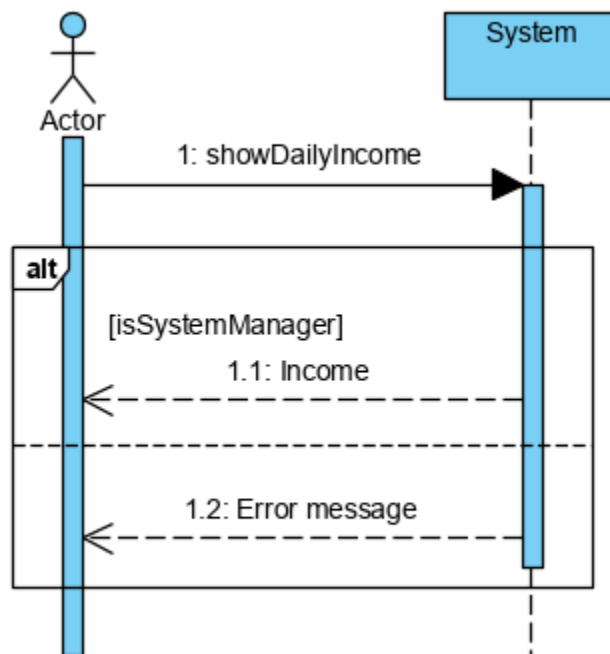 System
Actor
1: showDailyIncome
alt
[isSystemManager]
1.1: Income
1.2: Error message